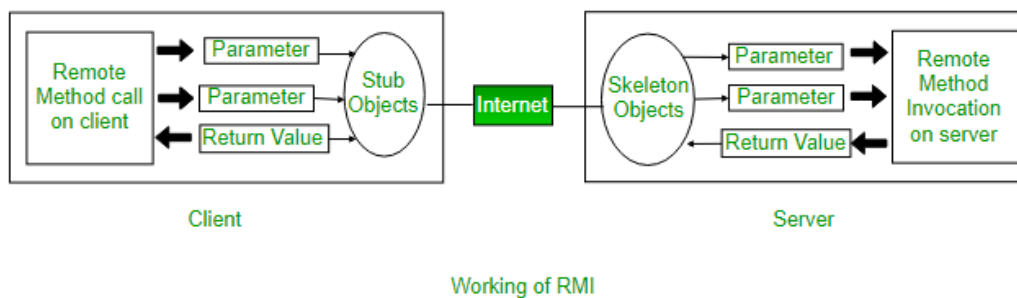 Remote
Method call
on client
Parameter
Parameter
Return Value
Stub
Objects
Internet
Skeleton
Objects
Parameter
Parameter
Return Value
Remote
Method
Invocation
on server
Client
Server
Working of RMI